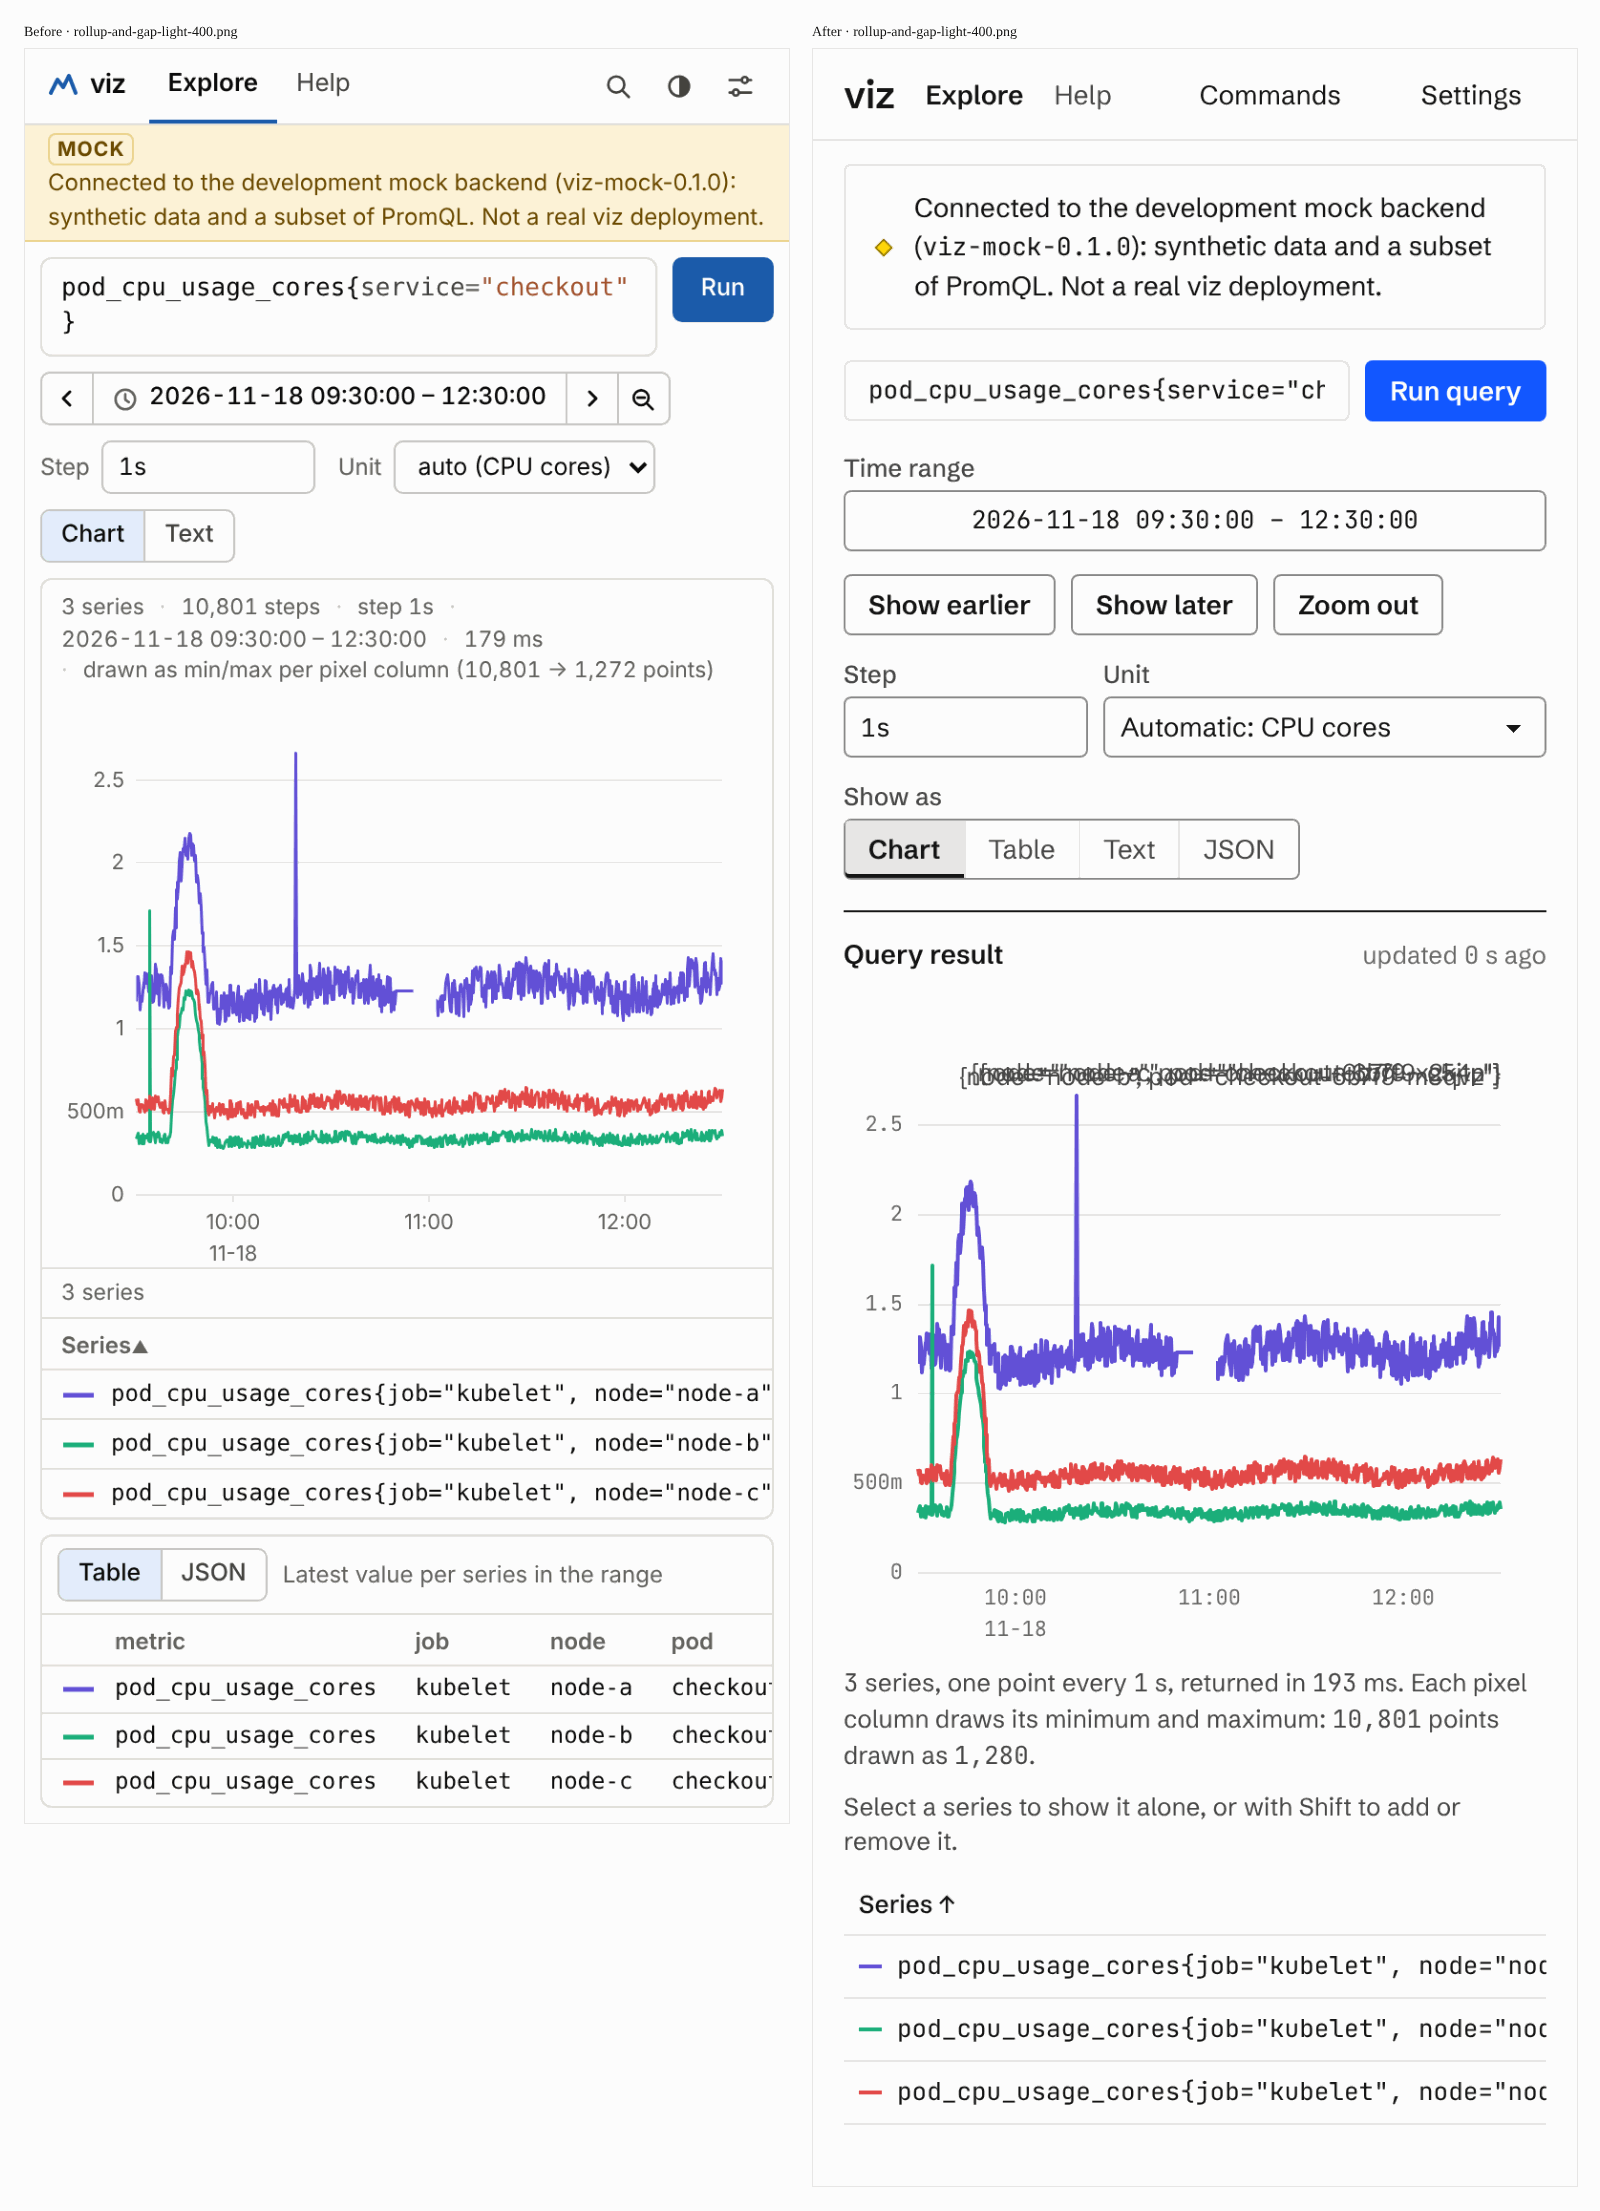 Before · rollup-and-gap-light-400.png
viz Explore Help
MOCK
Connected to the development mock backend (viz-mock-0.1.0):
synthetic data and a subset of PromQL. Not a real viz deployment.
pod_cpu_usage_cores{service="checkout"
}
Run
2026-11-18 09:30:00 – 12:30:00
Step 1s Unit auto (CPU cores)
Chart Text
3 series · 10,801 steps · step 1s ·
2026-11-18 09:30:00 – 12:30:00 · 179 ms
· drawn as min/max per pixel column (10,801 → 1,272 points)
2.5
2
1.5
1
500m
0
10:00 11:00 12:00
11-18
3 series
Series▲
pod_cpu_usage_cores{job="kubelet", node="node-a"
pod_cpu_usage_cores{job="kubelet", node="node-b"
pod_cpu_usage_cores{job="kubelet", node="node-c"
Table JSON Latest value per series in the range
metric job node pod
pod_cpu_usage_cores kubelet node-a checkout
pod_cpu_usage_cores kubelet node-b checkout
pod_cpu_usage_cores kubelet node-c checkout
After · rollup-and-gap-light-400.png
viz Explore Help Commands Settings
Connected to the development mock backend
(viz-mock-0.1.0): synthetic data and a subset
of PromQL. Not a real viz deployment.
pod_cpu_usage_cores{service="ch
Run query
Time range
2026-11-18 09:30:00 – 12:30:00
Show earlier Show later Zoom out
Step Unit
1s Automatic: CPU cores
Show as
Chart Table Text JSON
Query result updated 0 s ago
2.5
2
1.5
1
500m
0
10:00 11:00 12:00
11-18
3 series, one point every 1 s, returned in 193 ms. Each pixel
column draws its minimum and maximum: 10,801 points
drawn as 1,280.
Select a series to show it alone, or with Shift to add or
remove it.
Series ↑
pod_cpu_usage_cores{job="kubelet", node="nod
pod_cpu_usage_cores{job="kubelet", node="nod
pod_cpu_usage_cores{job="kubelet", node="nod